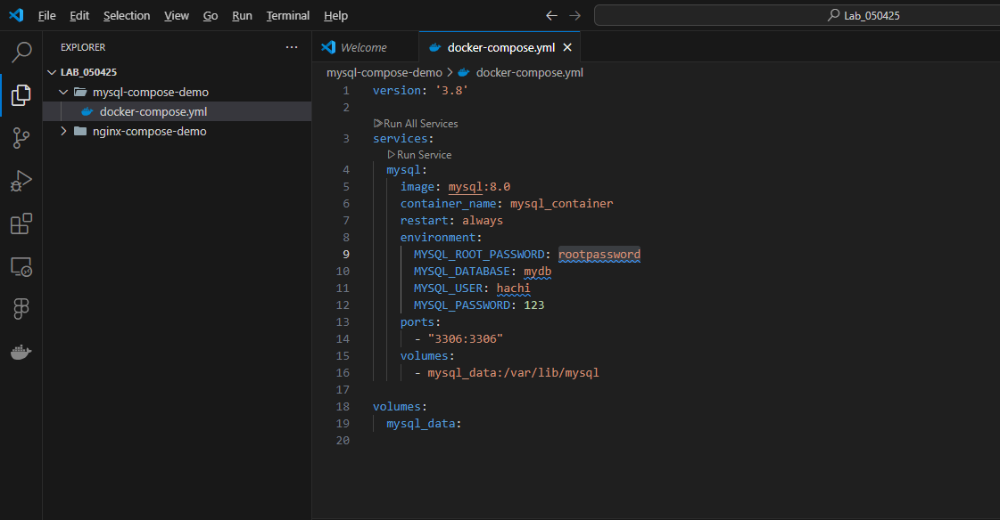 File Edit Selection View Go Run Terminal Help
Lab_050425
EXPLORER
LAB_050425
mysql-compose-demo
docker-compose.yml
nginx-compose-demo
Welcome
docker-compose.yml
mysql-compose-demo > docker-compose.yml
1 version: '3.8'
2
Run All Services
3 services:
Run Service
4 mysql:
5 image: mysql:8.0
6 container_name: mysql_container
7 restart: always
8 environment:
9 MYSQL_ROOT_PASSWORD: rootpassword
10 MYSQL_DATABASE: mydb
11 MYSQL_USER: hachi
12 MYSQL_PASSWORD: 123
13 ports:
14 - "3306:3306"
15 volumes:
16 - mysql_data:/var/lib/mysql
17
18 volumes:
19 mysql_data:
20